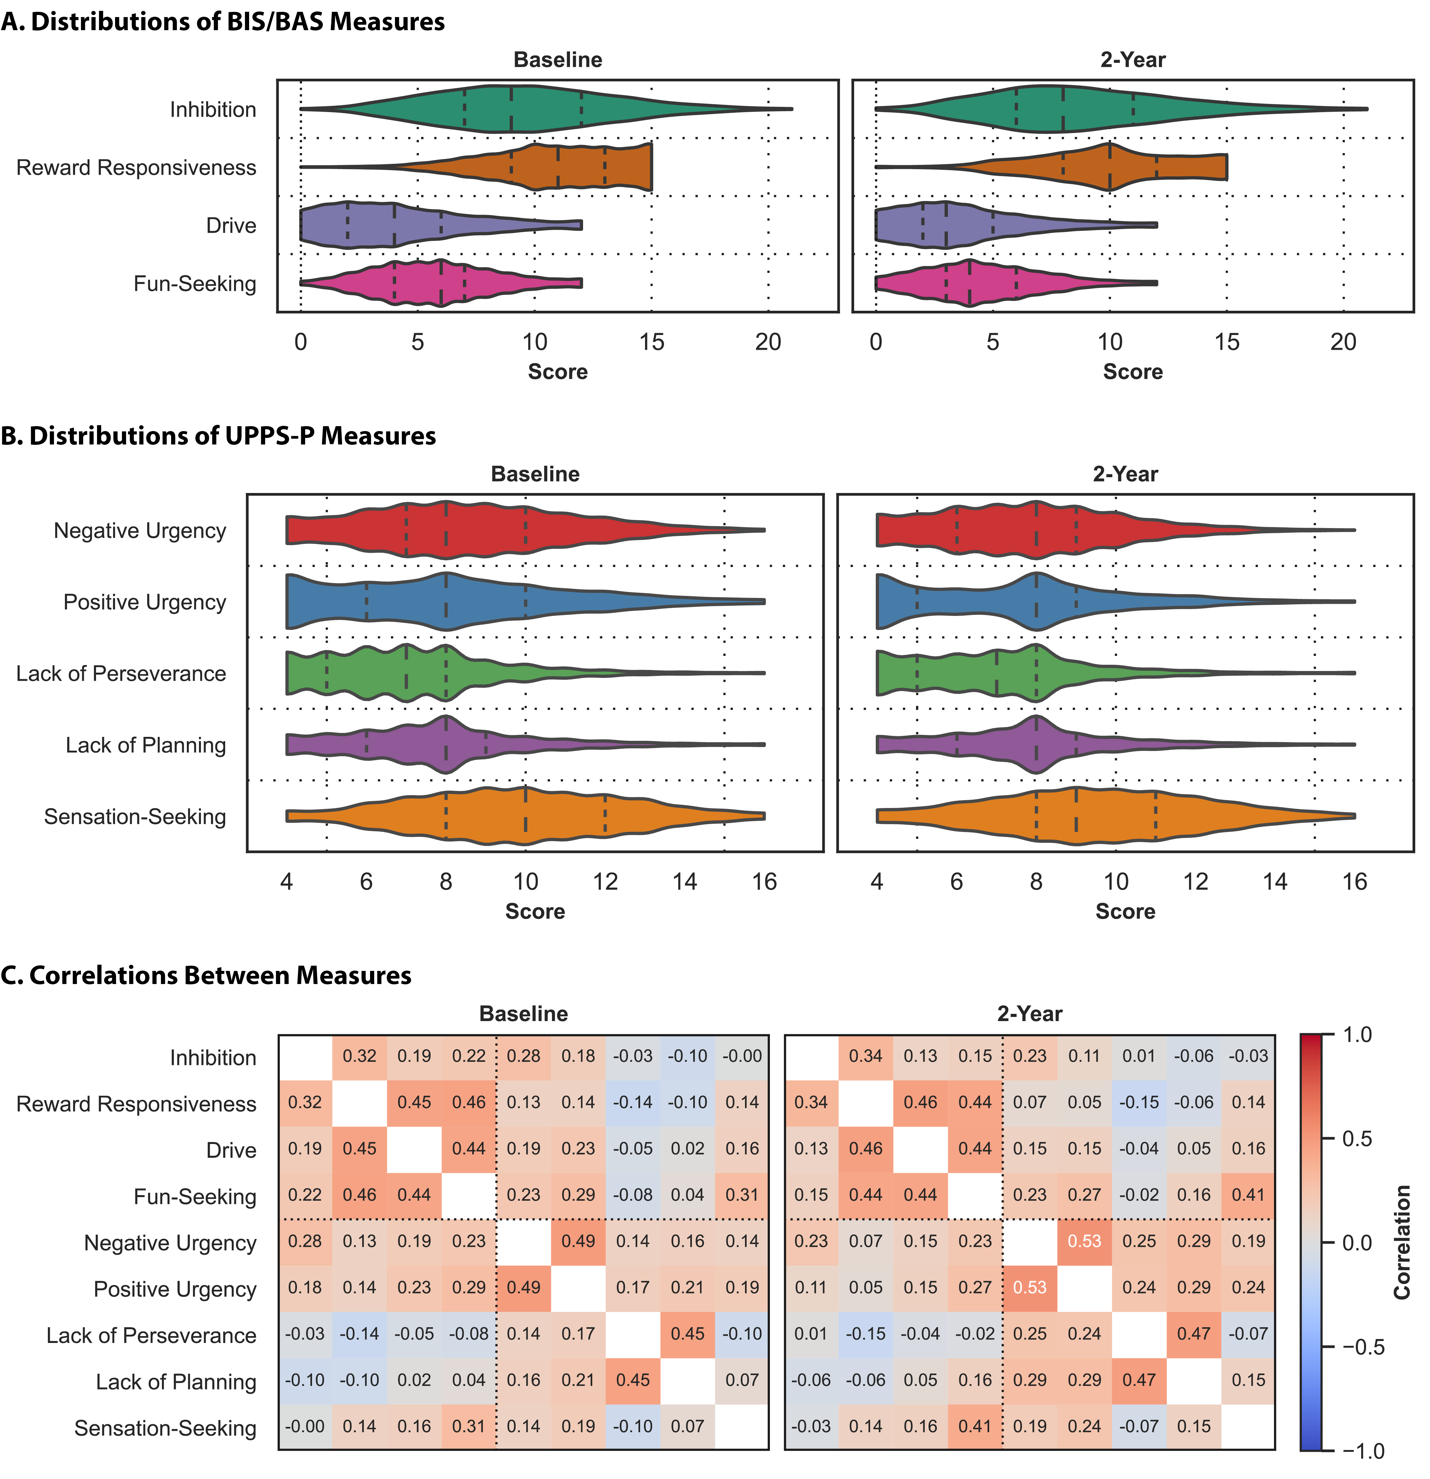 A. Distributions of BIS/BAS Measures
Baseline 2-Year
Inhibition
Reward Responsiveness
Drive
Fun-Seeking
0 5 10 15 20 0 5 10 15 20
Score Score
B. Distributions of UPPS-P Measures
Baseline 2-Year
Negative Urgency
Positive Urgency
Lack of Perseverance
Lack of Planning
Sensation-Seeking
4 6 8 10 12 14 16 4 6 8 10 12 14 16
Score Score
C. Correlations Between Measures
Baseline 2-Year
Inhibition 0.32 0.19 0.22 0.28 0.18 -0.03 -0.10 -0.00 0.34 0.13 0.15 0.23 0.11 0.01 -0.06 -0.03 1.0
Reward Responsiveness 0.32 0.45 0.46 0.13 0.14 -0.14 -0.10 0.14 0.34 0.46 0.44 0.07 0.05 -0.15 -0.06 0.14
Drive 0.19 0.45 0.44 0.19 0.23 -0.05 0.02 0.16 0.13 0.46 0.44 0.15 0.15 -0.04 0.05 0.16 0.5
Fun-Seeking 0.22 0.46 0.44 0.23 0.29 -0.08 0.04 0.31 0.15 0.44 0.44 0.23 0.27 -0.02 0.16 0.41
Negative Urgency 0.28 0.13 0.19 0.23 0.49 0.14 0.16 0.14 0.23 0.07 0.15 0.23 0.53 0.25 0.29 0.19 0.0
Positive Urgency 0.18 0.14 0.23 0.29 0.49 0.17 0.21 0.19 0.11 0.05 0.15 0.27 0.53 0.24 0.29 0.24
Lack of Perseverance -0.03 -0.14 -0.05 -0.08 0.14 0.17 0.45 -0.10 0.01 -0.15 -0.04 -0.02 0.25 0.24 0.47 -0.07 −0.5
Lack of Planning -0.10 -0.10 0.02 0.04 0.16 0.21 0.45 0.07 -0.06 -0.06 0.05 0.16 0.29 0.29 0.47 0.15
Sensation-Seeking -0.00 0.14 0.16 0.31 0.14 0.19 -0.10 0.07 -0.03 0.14 0.16 0.41 0.19 0.24 -0.07 0.15 −1.0
Correlation